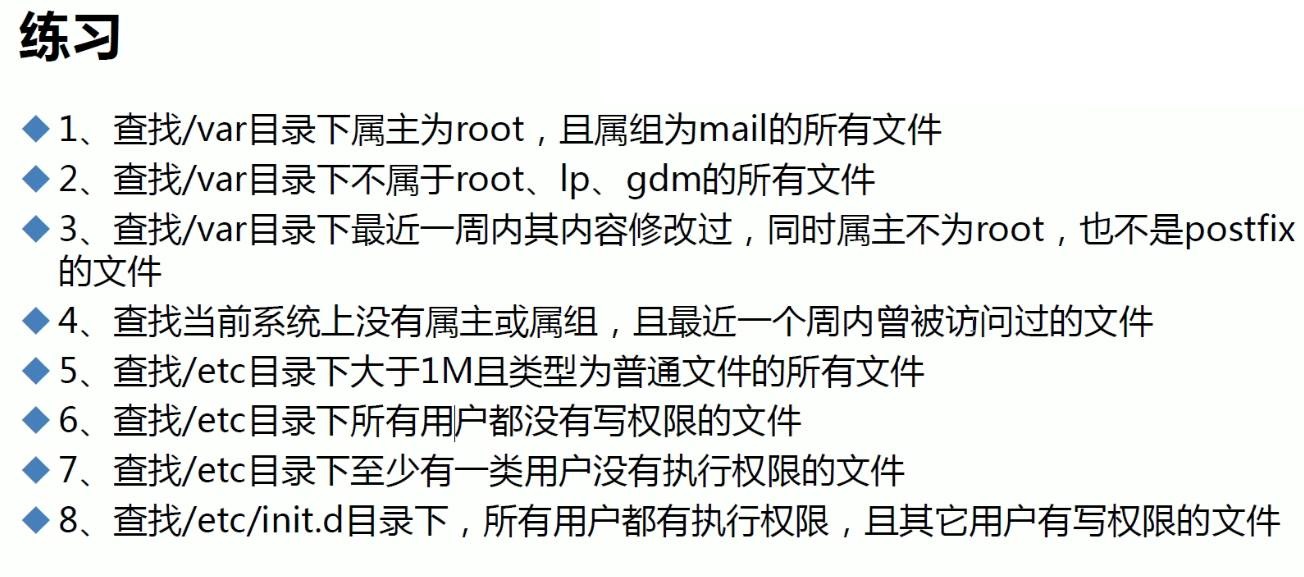 练习
1、查找/var目录下属主为root，且属组为mail的所有文件
2、查找/var目录下不属于root、lp、gdm的所有文件
3、查找/var目录下最近一周内其内容修改过，同时属主不为root，也不是postfix
的文件
4、查找当前系统上没有属主或属组，且最近一个周内曾被访问过的文件
5、查找/etc目录下大于1M且类型为普通文件的所有文件
6、查找/etc目录下所有用户都没有写权限的文件
7、查找/etc目录下至少有一类用户没有执行权限的文件
8、查找/etc/init.d目录下，所有用户都有执行权限，且其它用户有写权限的文件